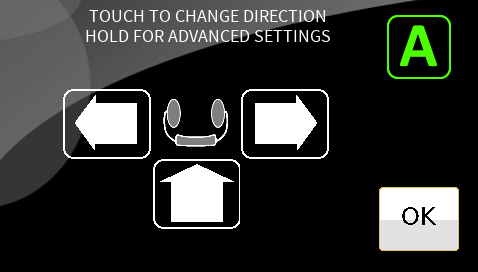 TOUCH TO CHANGE DIRECTION
HOLD FOR ADVANCED SETTINGS
A
OK